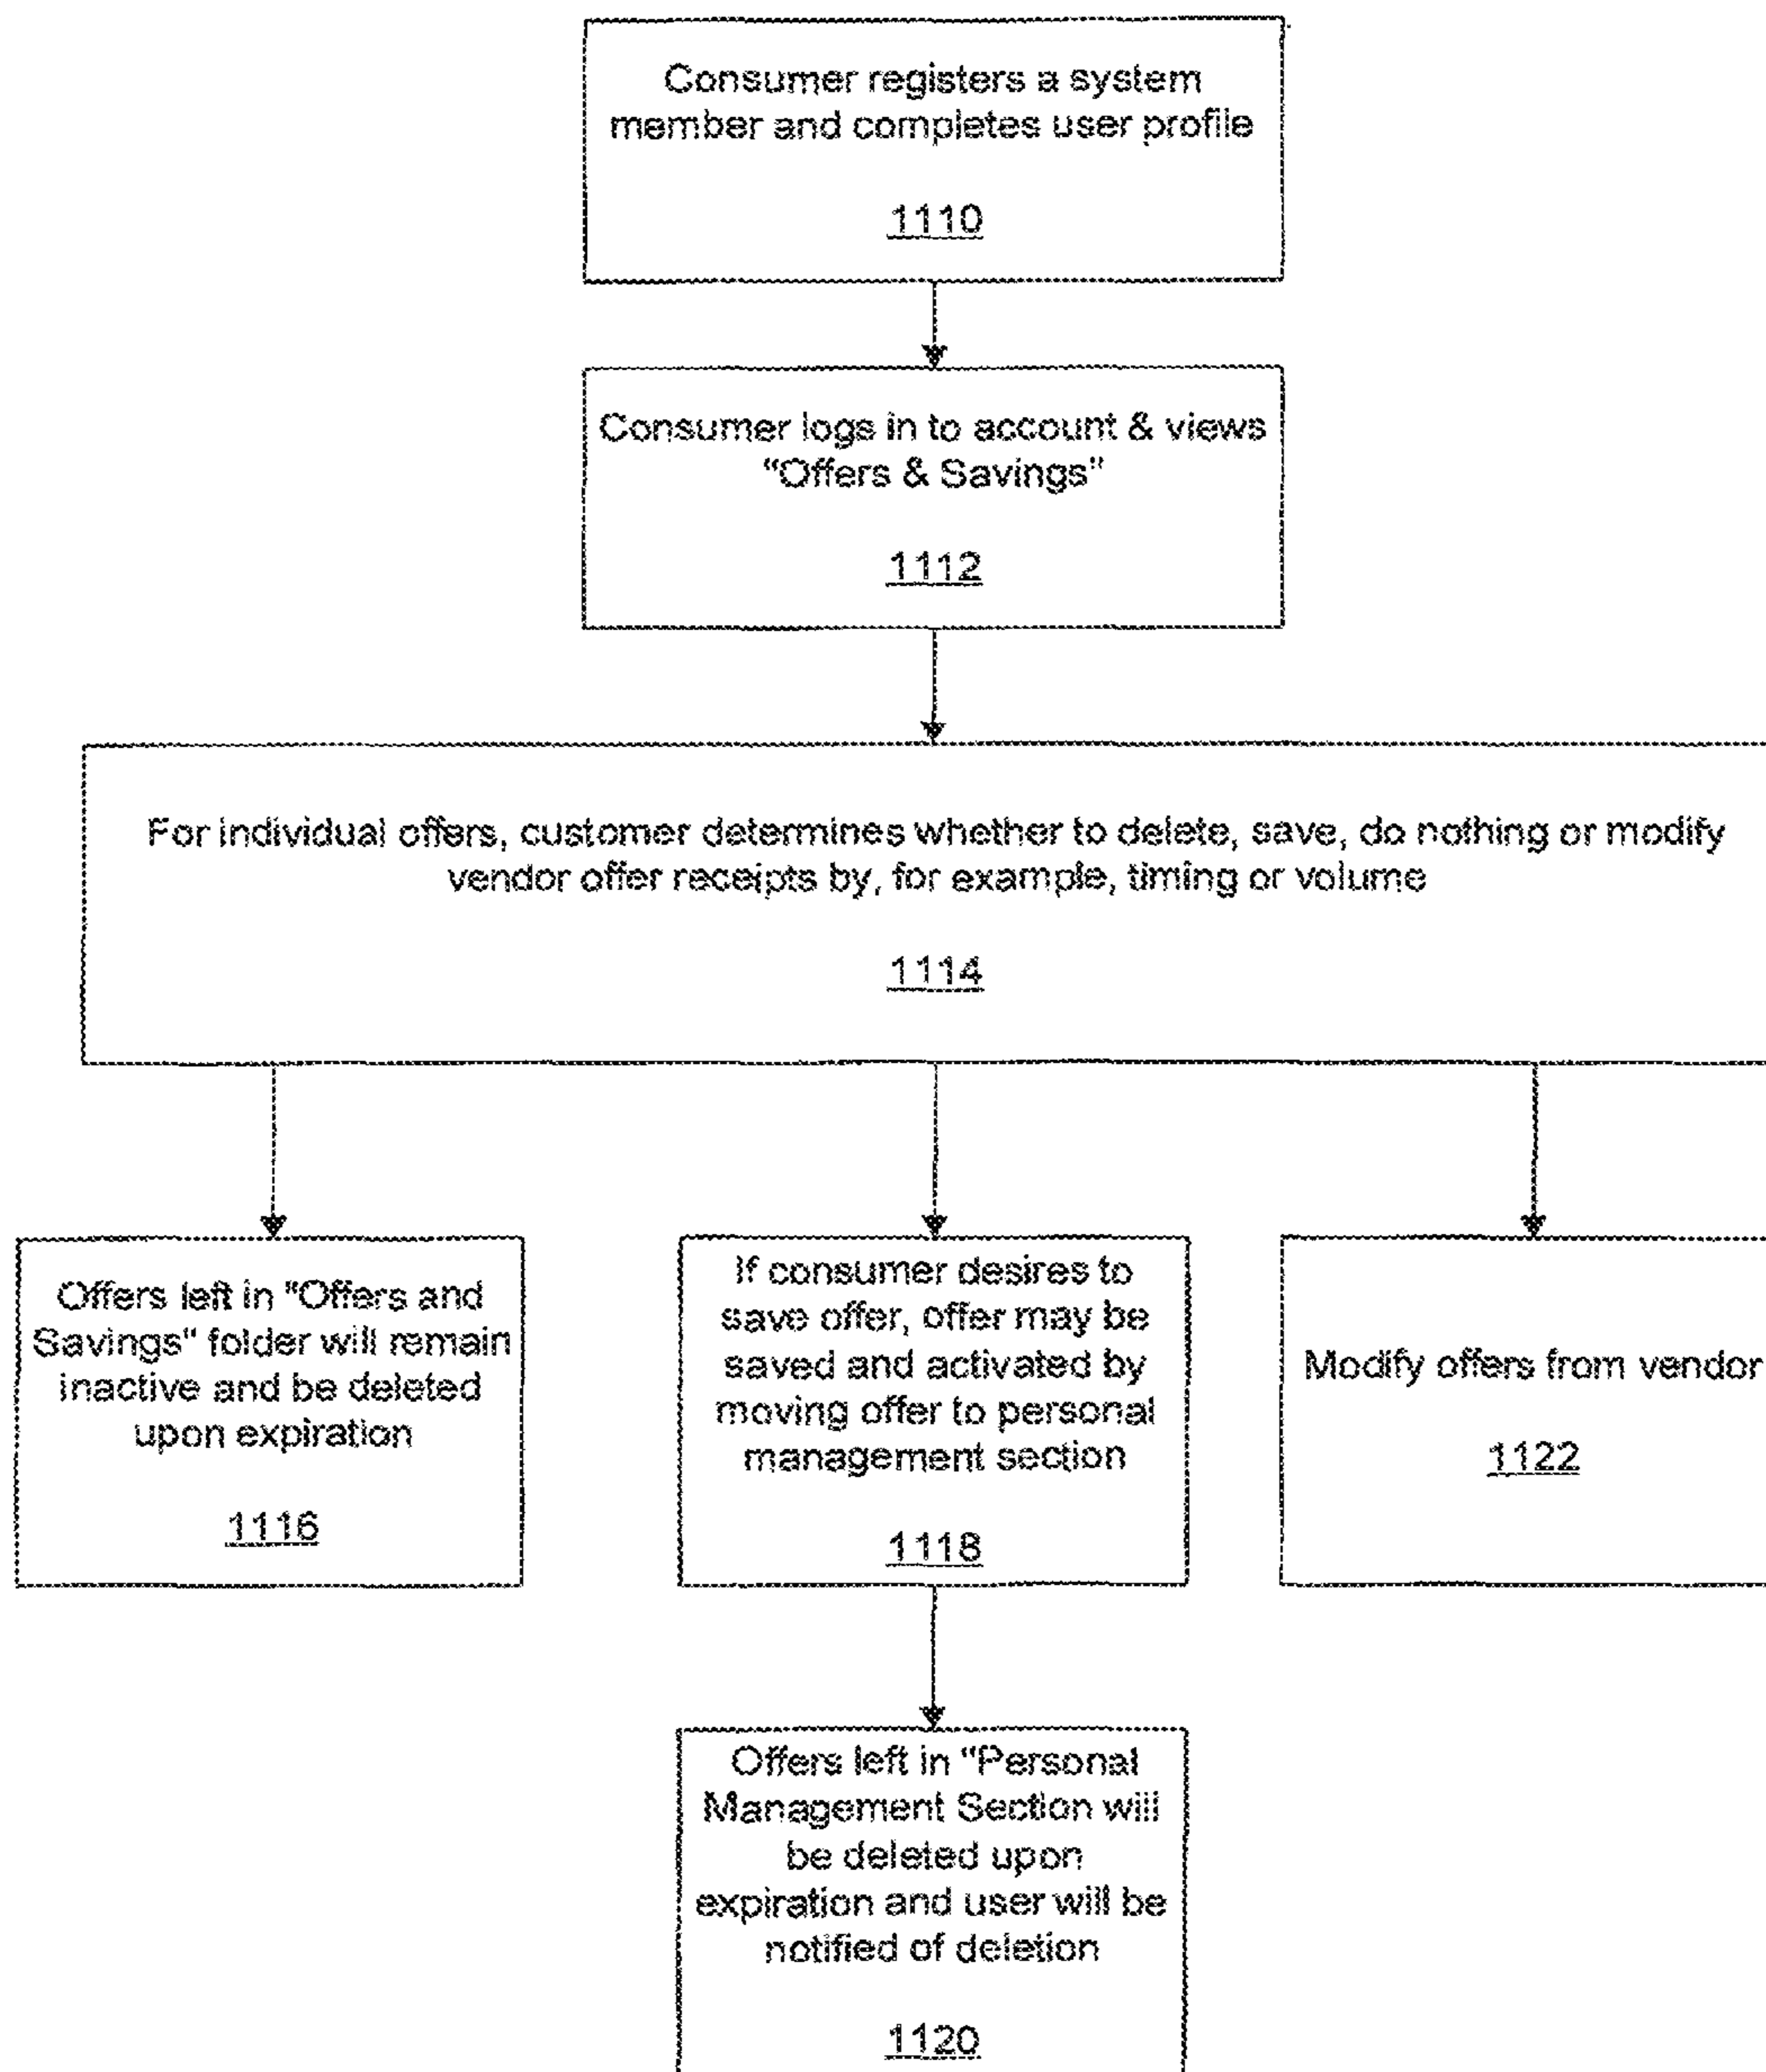 Consumer registers a system
member and completes user profile
1110
Consumer logs in to account & views
“Offers & Savings”
1112
For individual offers, customer determines whether to delete, save, do nothing or modify
vendor offer receipts by, for example, timing or volume
1114
Offers left in "Offers and
Savings" folder will remain
inactive and be deleted
upon expiration
1116
If consumer desires to
save offer, offer may be
saved and activated by
moving offer to personal
management section
1118
Modify offers from vendor
1122
Offers left in "Personal
Management Section will
be deleted upon
expiration and user will be
notified of deletion
1120